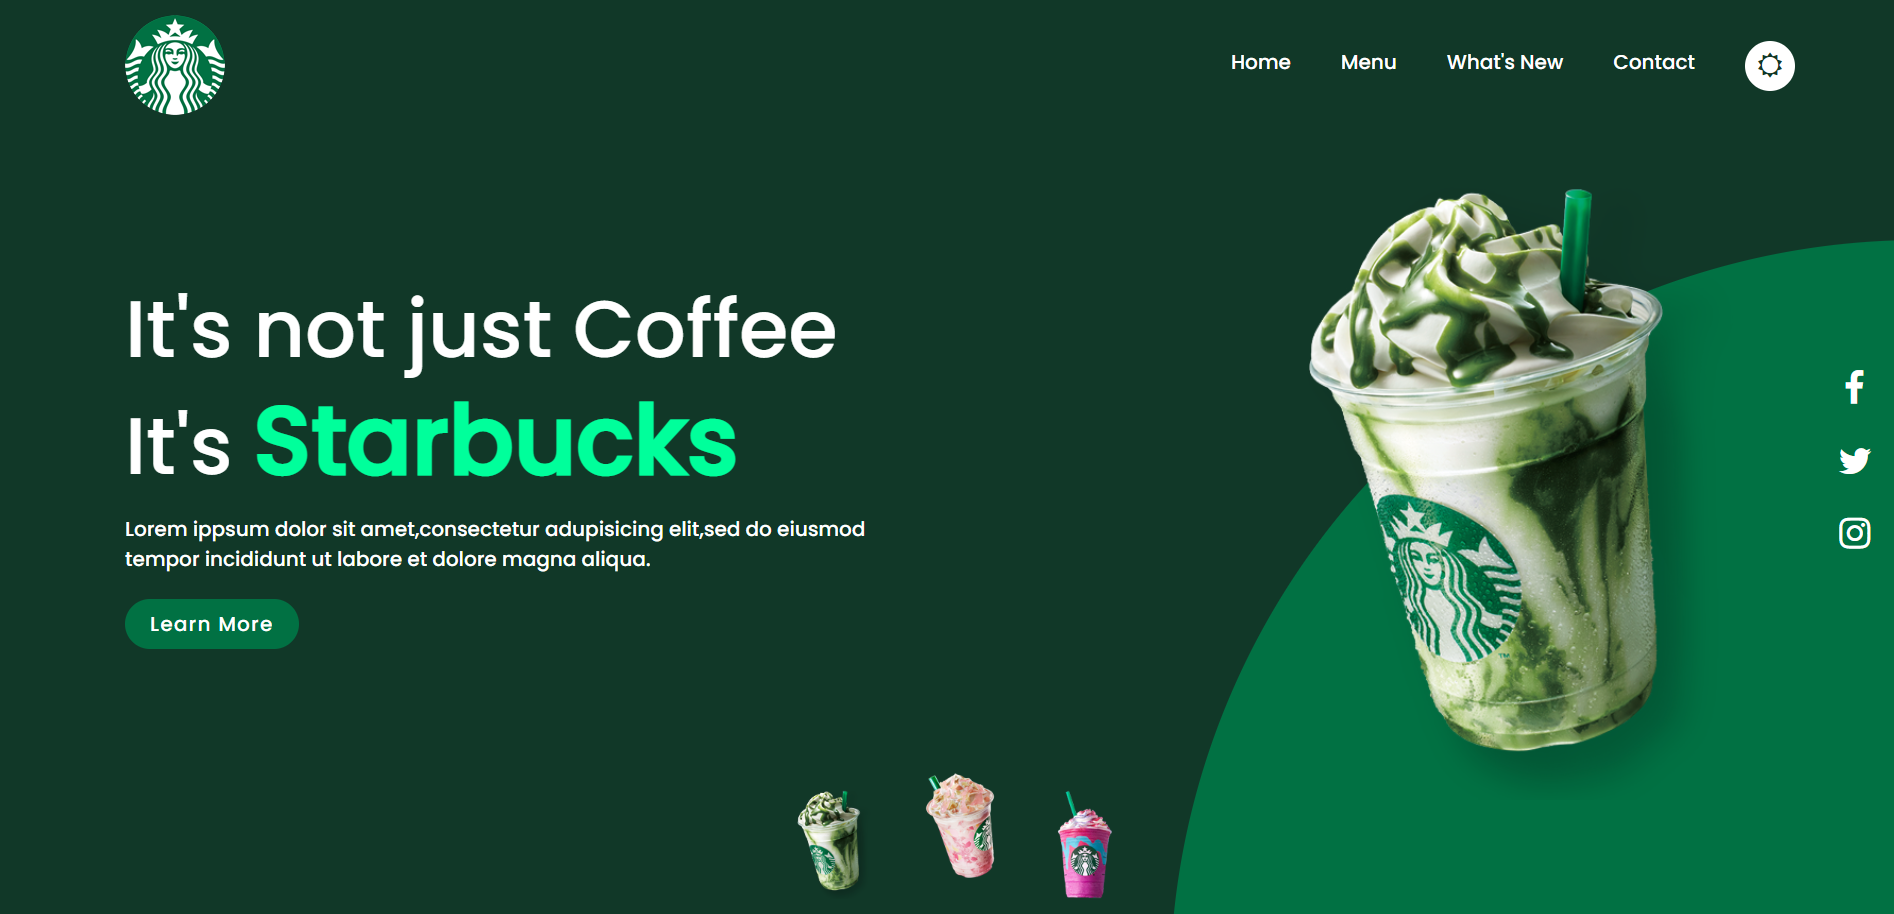 Home Menu What's New Contact
It's not just Coffee
It's Starbucks
Lorem ippsum dolor sit amet,consectetur adupisicing elit,sed do eiusmod
tempor incididunt ut labore et dolore magna aliqua.
Learn More
TM